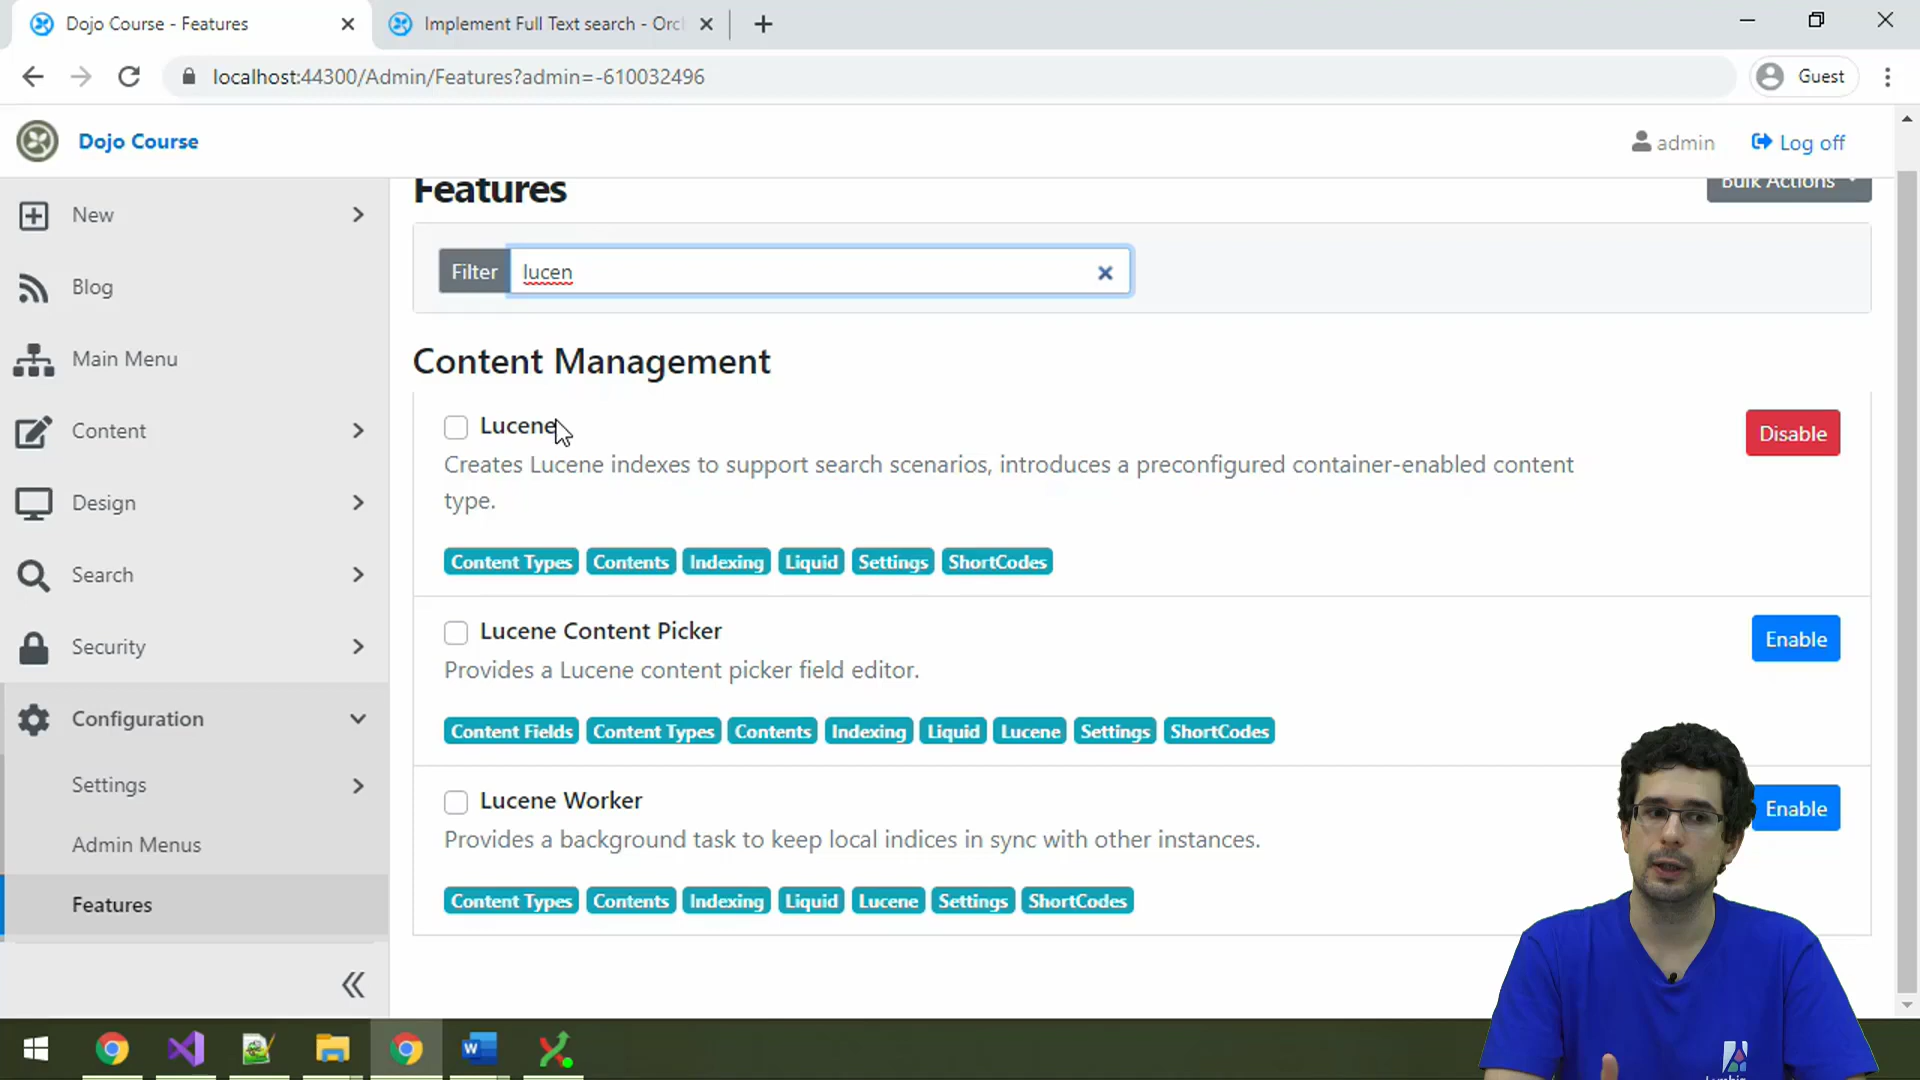 Dojo Course - Features
Implement Full Text search - Orc
localhost:44300/Admin/Features?admin=-610032496
Guest
Dojo Course
admin
Log off
New
Blog
Main Menu
Content
Design
Search
Security
Configuration
Settings
Admin Menus
Features
Features
Bulk Actions
Filter
lucen
Content Management
Lucene
Disable
Creates Lucene indexes to support search scenarios, introduces a preconfigured container-enabled content
type.
Content Types Contents Indexing Liquid Settings ShortCodes
Lucene Content Picker
Enable
Provides a Lucene content picker field editor.
Content Fields Content Types Contents Indexing Liquid Lucene Settings ShortCodes
Lucene Worker
Enable
Provides a background task to keep local indices in sync with other instances.
Content Types Contents Indexing Liquid Lucene Settings ShortCodes